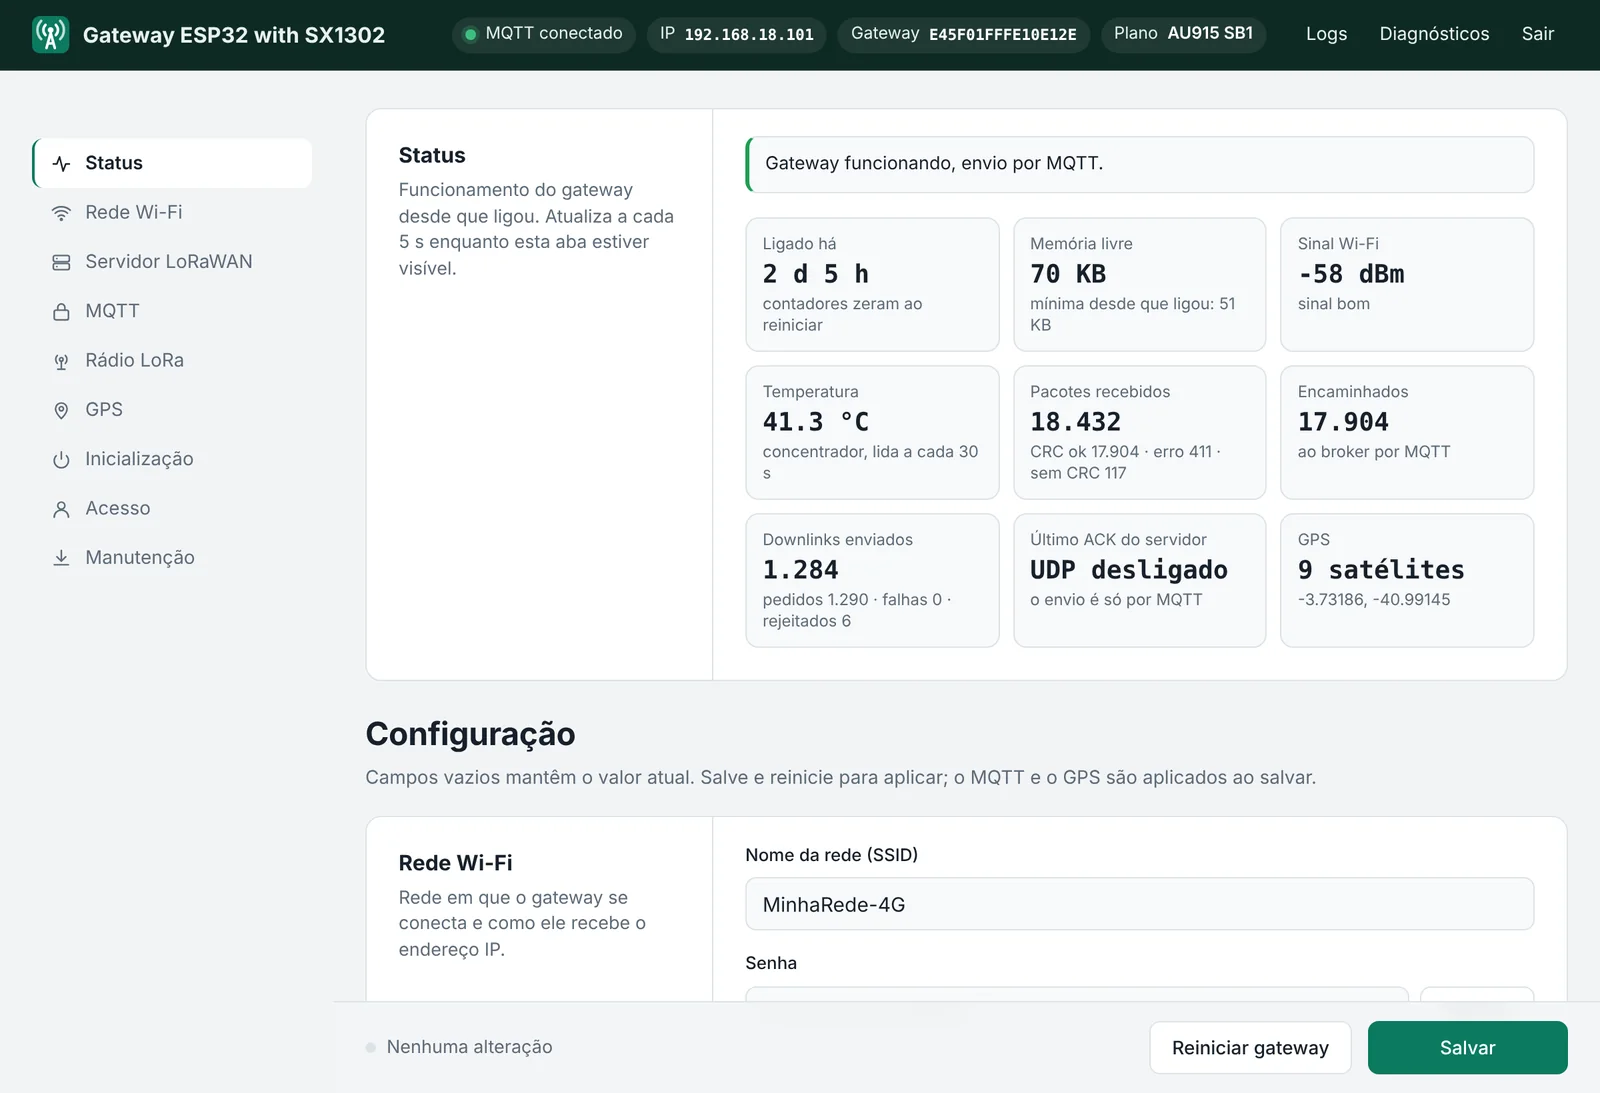 Gateway ESP32 with SX1302
MQTT conectado
IP 192.168.18.101
Gateway E45F01FFFE10E12E
Plano AU915 SB1
Logs
Diagnósticos
Sair
Status
Rede Wi-Fi
Servidor LoRaWAN
MQTT
Rádio LoRa
GPS
Inicialização
Acesso
Manutenção
Status
Funcionamento do gateway
desde que ligou. Atualiza a cada
5 s enquanto esta aba estiver
visível.
Gateway funcionando, envio por MQTT.
Ligado há
2 d 5 h
contadores zeram ao
reiniciar
Memória livre
70 KB
mínima desde que ligou: 51
KB
Sinal Wi-Fi
-58 dBm
sinal bom
Temperatura
41.3 °C
concentrador, lida a cada 30
s
Pacotes recebidos
18.432
CRC ok 17.904 · erro 411 ·
sem CRC 117
Encaminhados
17.904
ao broker por MQTT
Downlinks enviados
1.284
pedidos 1.290 · falhas 0 ·
rejeitados 6
Último ACK do servidor
UDP desligado
o envio é só por MQTT
GPS
9 satélites
-3.73186, -40.99145
Configuração
Campos vazios mantêm o valor atual. Salve e reinicie para aplicar; o MQTT e o GPS são aplicados ao salvar.
Rede Wi-Fi
Rede em que o gateway se
conecta e como ele recebe o
endereço IP.
Nome da rede (SSID)
MinhaRede-4G
Senha
Nenhuma alteração
Reiniciar gateway
Salvar